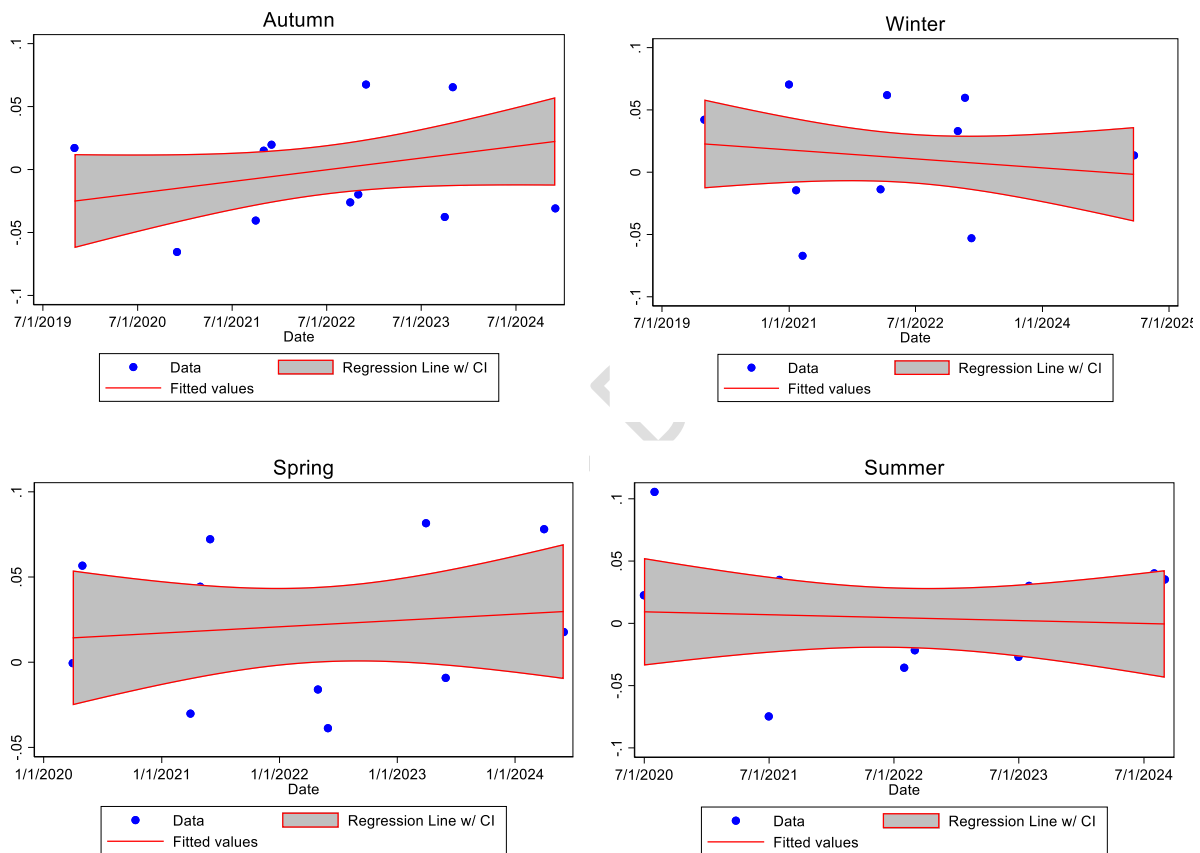 Autumn
.1
.05
0
-.05
-.1
7/1/2019 7/1/2020 7/1/2021 7/1/2022 7/1/2023 7/1/2024
Date
Data Regression Line w/ CI
Fitted values
Winter
.1
.05
0
-.05
-.1
7/1/2019 1/1/2021 7/1/2022 1/1/2024 7/1/2025
Date
Data Regression Line w/ CI
Fitted values
Spring
.1
.05
0
-.05
1/1/2020 1/1/2021 1/1/2022 1/1/2023 1/1/2024
Date
Data Regression Line w/ CI
Fitted values
Summer
.1
.05
0
-.05
-.1
7/1/2020 7/1/2021 7/1/2022 7/1/2023 7/1/2024
Date
Data Regression Line w/ CI
Fitted values